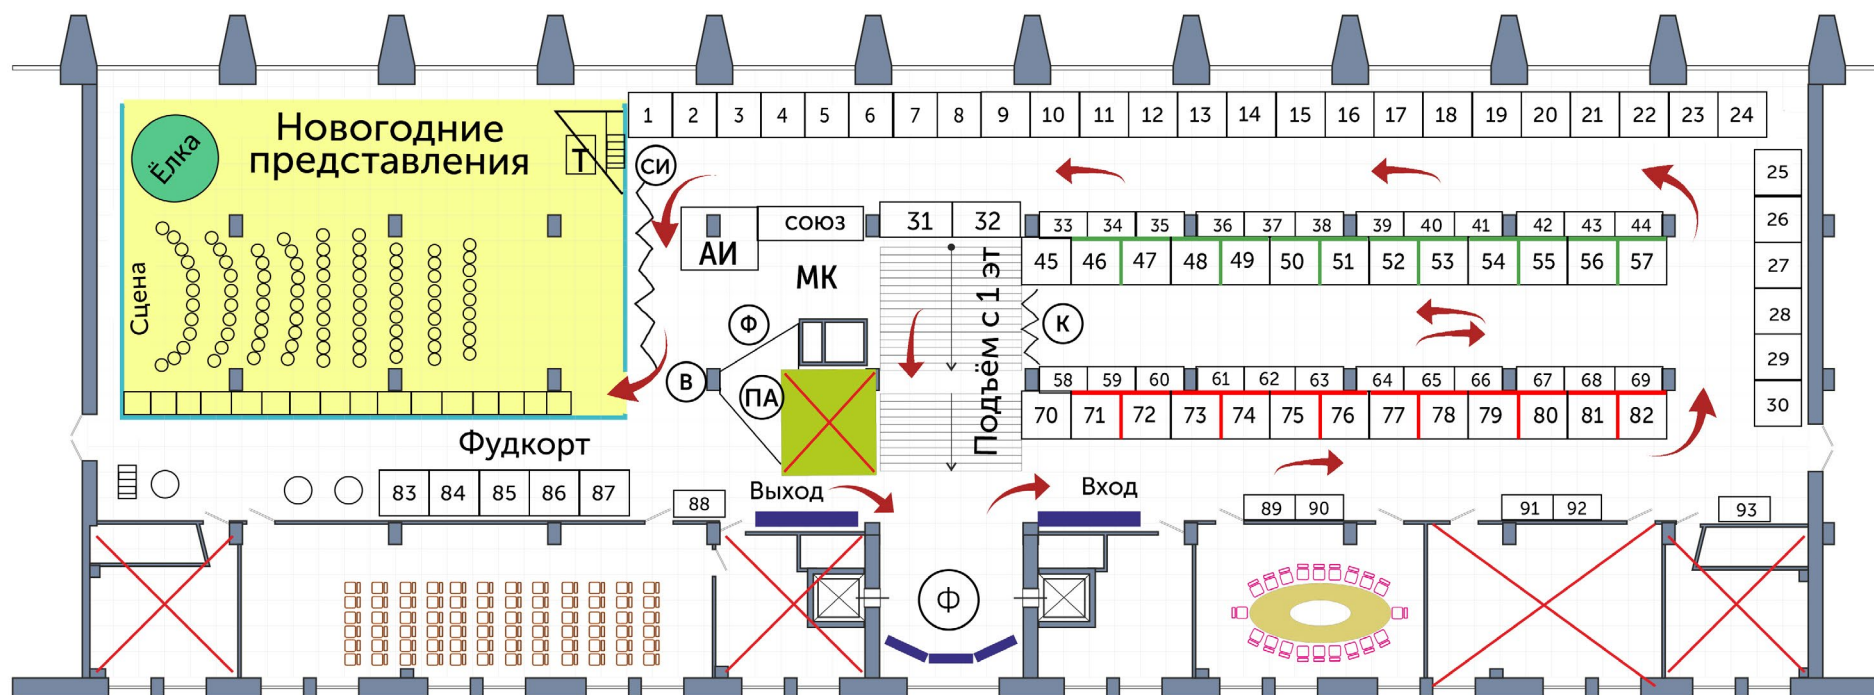 1 2 3 4 5 6 7 8 9 10 11 12 13 14 15 16 17 18 19 20 21 22 23 24
Новогодние
представления
Ёлка
Т
СИ
Сцена
25
26
27
28
29
30
АИ
СОЮЗ
31 32
33 34 35 36 37 38 39 40 41 42 43 44
45 46 47 48 49 50 51 52 53 54 55 56 57
МК
Подъём с 1 эт
Ф
К
В
ПА
58 59 60 61 62 63 64 65 66 67 68 69
70 71 72 73 74 75 76 77 78 79 80 81 82
Фудкорт
83 84 85 86 87
88
Выход
Вход
89 90
91 92
93
Ф